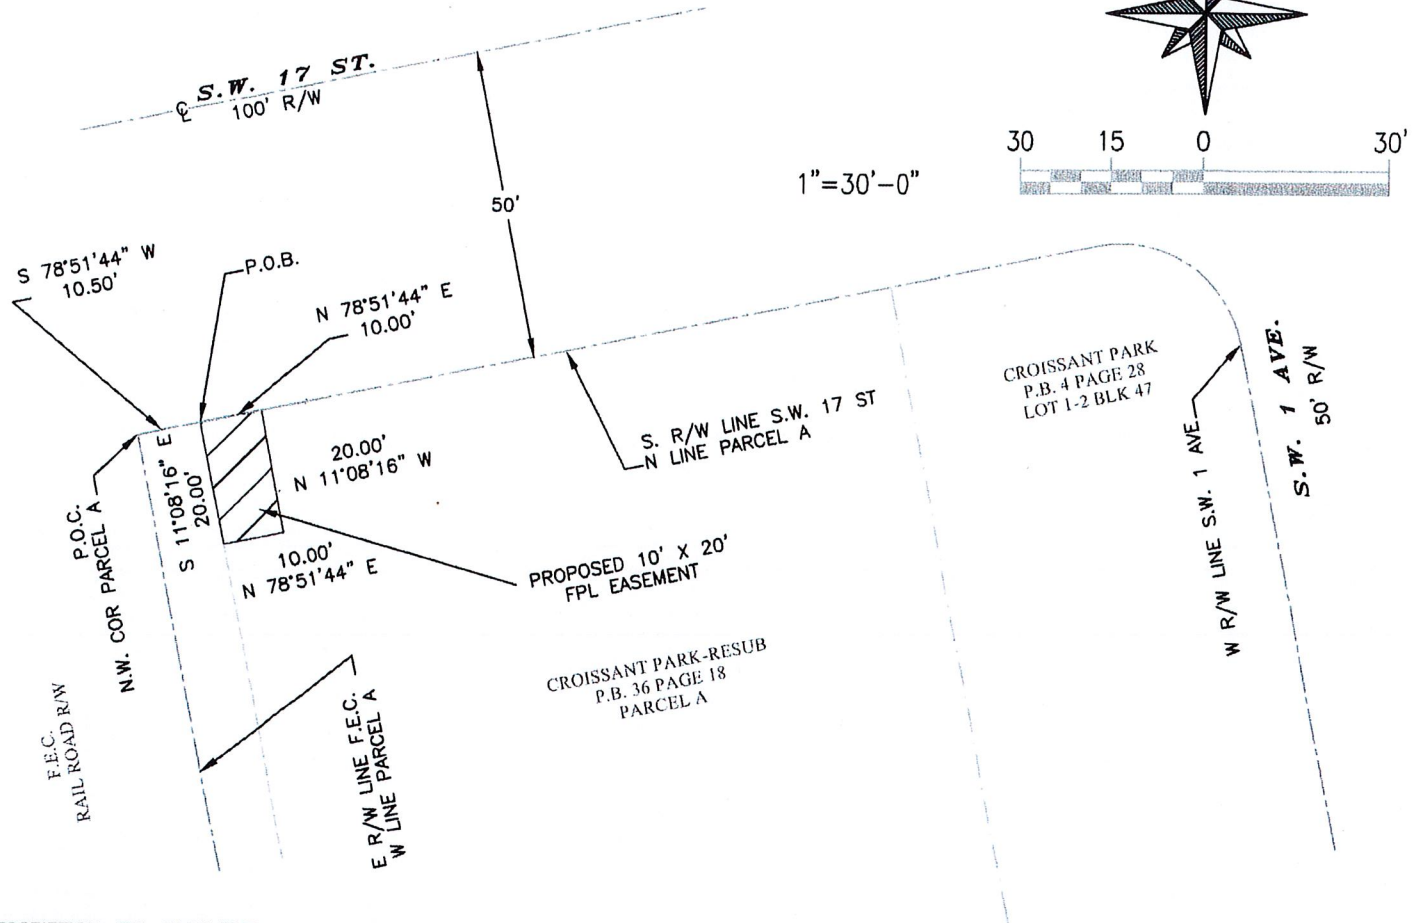 S.W. 17 ST.
℄ 100' R/W
30 15 0 30'
1"=30'-0"
50'
S 78°51'44" W
10.50'
P.O.B.
N 78°51'44" E
10.00'
CROISSANT PARK
P.B. 4 PAGE 28
LOT 1-2 BLK 47
S.W. 1 AVE.
50' R/W
W R/W LINE S.W. 1 AVE.
S. R/W LINE S.W. 17 ST
N LINE PARCEL A
20.00'
N 11°08'16" W
S 11°08'16" E
20.00'
P.O.C.
N.W. COR PARCEL A
10.00'
N 78°51'44" E
PROPOSED 10' X 20'
FPL EASEMENT
CROISSANT PARK-RESUB
P.B. 36 PAGE 18
PARCEL A
F.E.C.
RAIL ROAD R/W
E R/W LINE F.E.C.
W LINE PARCEL A